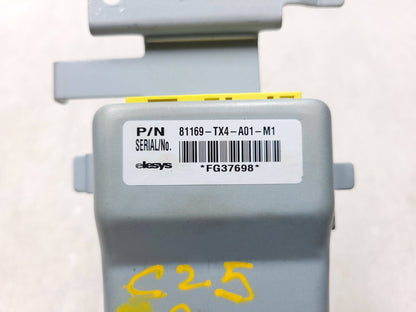 P/N 81169-TX4-A01-M1
SERIAL/No.
elesys *FG37698*
C25